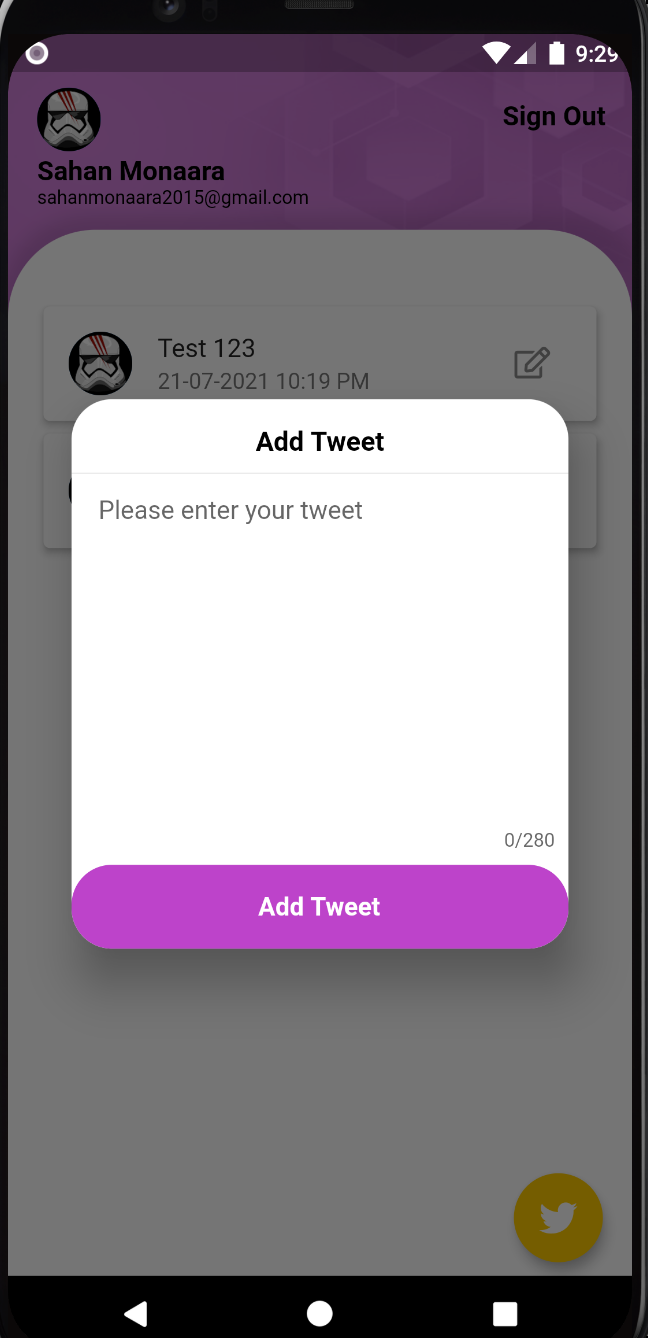 9:29
Sign Out
Sahan Monaara
sahanmonaara2015@gmail.com
Test 123
21-07-2021 10:19 PM
Add Tweet
Please enter your tweet
0/280
Add Tweet